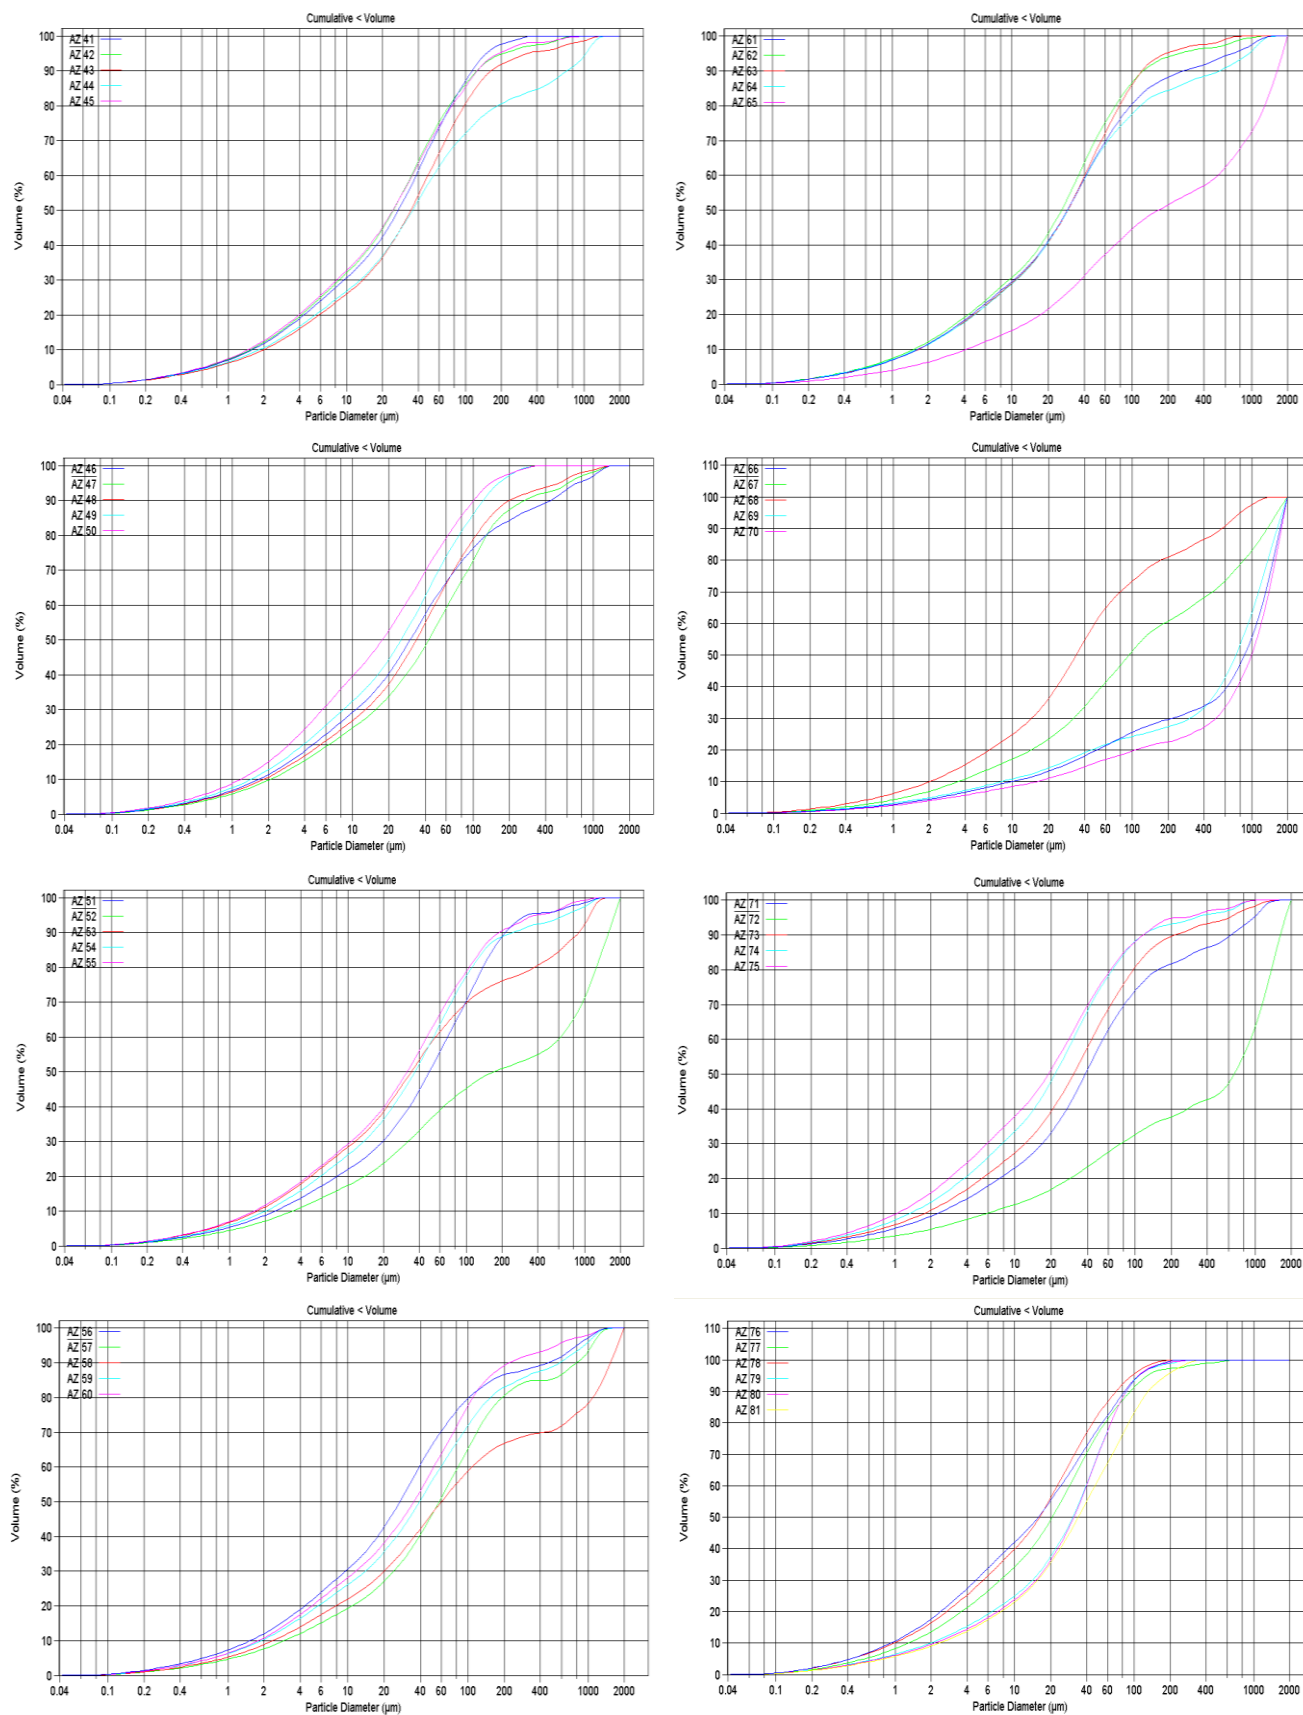 Cumulative < Volume
AZ 41
AZ 42
AZ 43
AZ 44
AZ 45
Volume (%)
100
90
80
70
60
50
40
30
20
10
0
0.04 0.1 0.2 0.4 1 2 4 6 10 20 40 60 100 200 400 1000 2000
Particle Diameter (µm)
Cumulative < Volume
AZ 61
AZ 62
AZ 63
AZ 64
AZ 65
Volume (%)
100
90
80
70
60
50
40
30
20
10
0
0.04 0.1 0.2 0.4 1 2 4 6 10 20 40 60 100 200 400 1000 2000
Particle Diameter (µm)
Cumulative < Volume
AZ 46
AZ 47
AZ 48
AZ 49
AZ 50
Volume (%)
100
90
80
70
60
50
40
30
20
10
0
0.04 0.1 0.2 0.4 1 2 4 6 10 20 40 60 100 200 400 1000 2000
Particle Diameter (µm)
Cumulative < Volume
AZ 66
AZ 67
AZ 68
AZ 69
AZ 70
Volume (%)
110
100
90
80
70
60
50
40
30
20
10
0
0.04 0.1 0.2 0.4 1 2 4 6 10 20 40 60 100 200 400 1000 2000
Particle Diameter (µm)
Cumulative < Volume
AZ 51
AZ 52
AZ 53
AZ 54
AZ 55
Volume (%)
100
90
80
70
60
50
40
30
20
10
0
0.04 0.1 0.2 0.4 1 2 4 6 10 20 40 60 100 200 400 1000 2000
Particle Diameter (µm)
Cumulative < Volume
AZ 71
AZ 72
AZ 73
AZ 74
AZ 75
Volume (%)
100
90
80
70
60
50
40
30
20
10
0
0.04 0.1 0.2 0.4 1 2 4 6 10 20 40 60 100 200 400 1000 2000
Particle Diameter (µm)
Cumulative < Volume
AZ 56
AZ 57
AZ 58
AZ 59
AZ 60
Volume (%)
100
90
80
70
60
50
40
30
20
10
0
0.04 0.1 0.2 0.4 1 2 4 6 10 20 40 60 100 200 400 1000 2000
Particle Diameter (µm)
Cumulative < Volume
AZ 76
AZ 77
AZ 78
AZ 79
AZ 80
AZ 81
Volume (%)
110
100
90
80
70
60
50
40
30
20
10
0
0.04 0.1 0.2 0.4 1 2 4 6 10 20 40 60 100 200 400 1000 2000
Particle Diameter (µm)